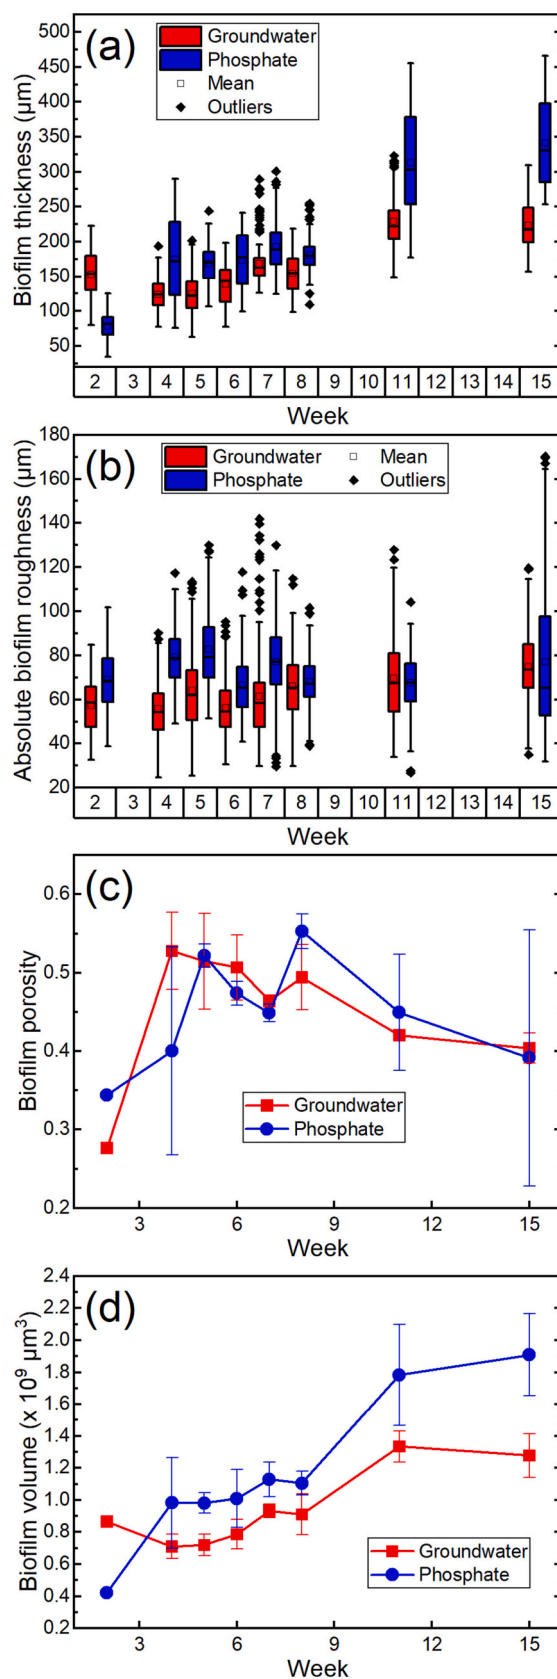 (a)
Groundwater
Phosphate
Mean
Outliers
Biofilm thickness (μm)
500
450
400
350
300
250
200
150
100
50
2 3 4 5 6 7 8 9 10 11 12 13 14 15
Week
(b)
Groundwater Mean
Phosphate Outliers
Absolute biofilm roughness (μm)
180
160
140
120
100
80
60
40
20
2 3 4 5 6 7 8 9 10 11 12 13 14 15
Week
(c)
Biofilm porosity
0.6
0.5
0.4
0.3
0.2
Groundwater
Phosphate
3 6 9 12 15
Week
(d)
Biofilm volume (x 10⁹ μm³)
2.4
2.2
2.0
1.8
1.6
1.4
1.2
1.0
0.8
0.6
0.4
0.2
Groundwater
Phosphate
3 6 9 12 15
Week